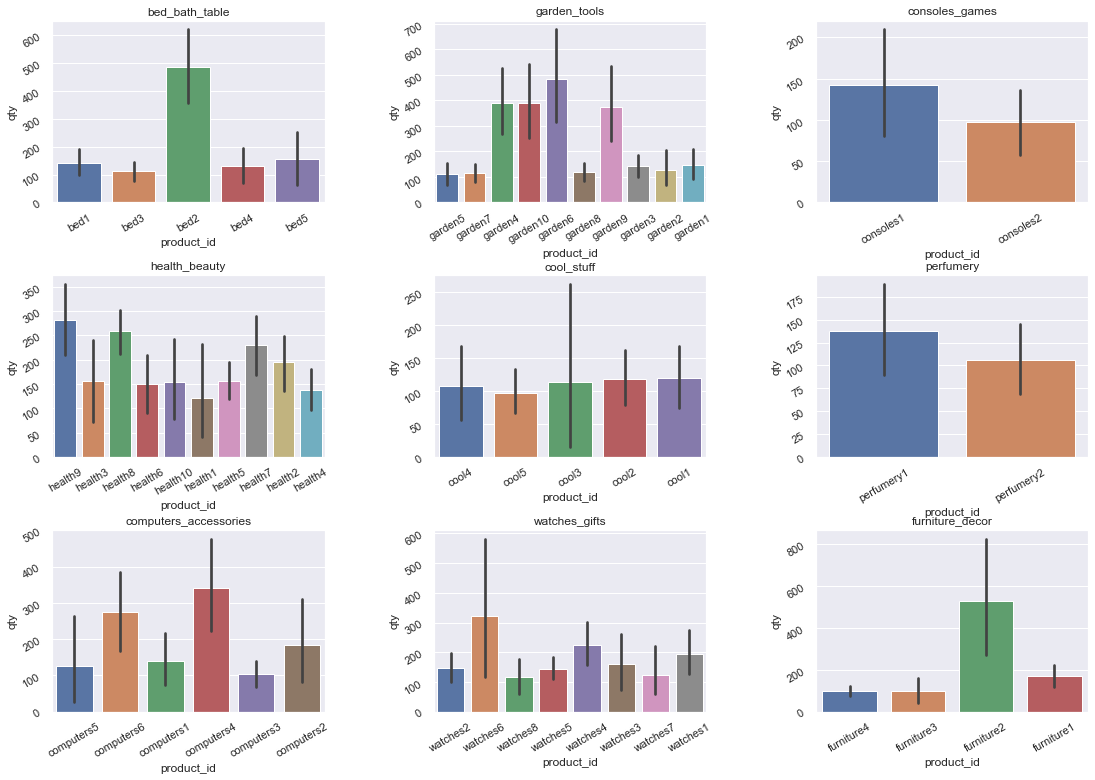 bed_bath_table
600
500
400
300
200
100
0
qty
bed1 bed3 bed2 bed4 bed5
product_id
garden_tools
700
600
500
400
300
200
100
0
qty
garden5 garden7 garden4 garden10 garden6 garden8 garden9 garden3 garden2 garden1
product_id
consoles_games
200
150
100
50
0
qty
consoles1 consoles2
product_id
health_beauty
350
300
250
200
150
100
50
0
qty
health9 health3 health8 health6 health10 health1 health5 health7 health2 health4
product_id
cool_stuff
250
200
150
100
50
0
qty
cool4 cool5 cool3 cool2 cool1
product_id
perfumery
175
150
125
100
75
50
25
0
qty
perfumery1 perfumery2
product_id
computers_accessories
500
400
300
200
100
0
qty
computers5 computers6 computers1 computers4 computers3 computers2
product_id
watches_gifts
600
500
400
300
200
100
0
qty
watches2 watches6 watches8 watches5 watches4 watches3 watches7 watches1
product_id
furniture_decor
800
600
400
200
0
qty
furniture4 furniture3 furniture2 furniture1
product_id